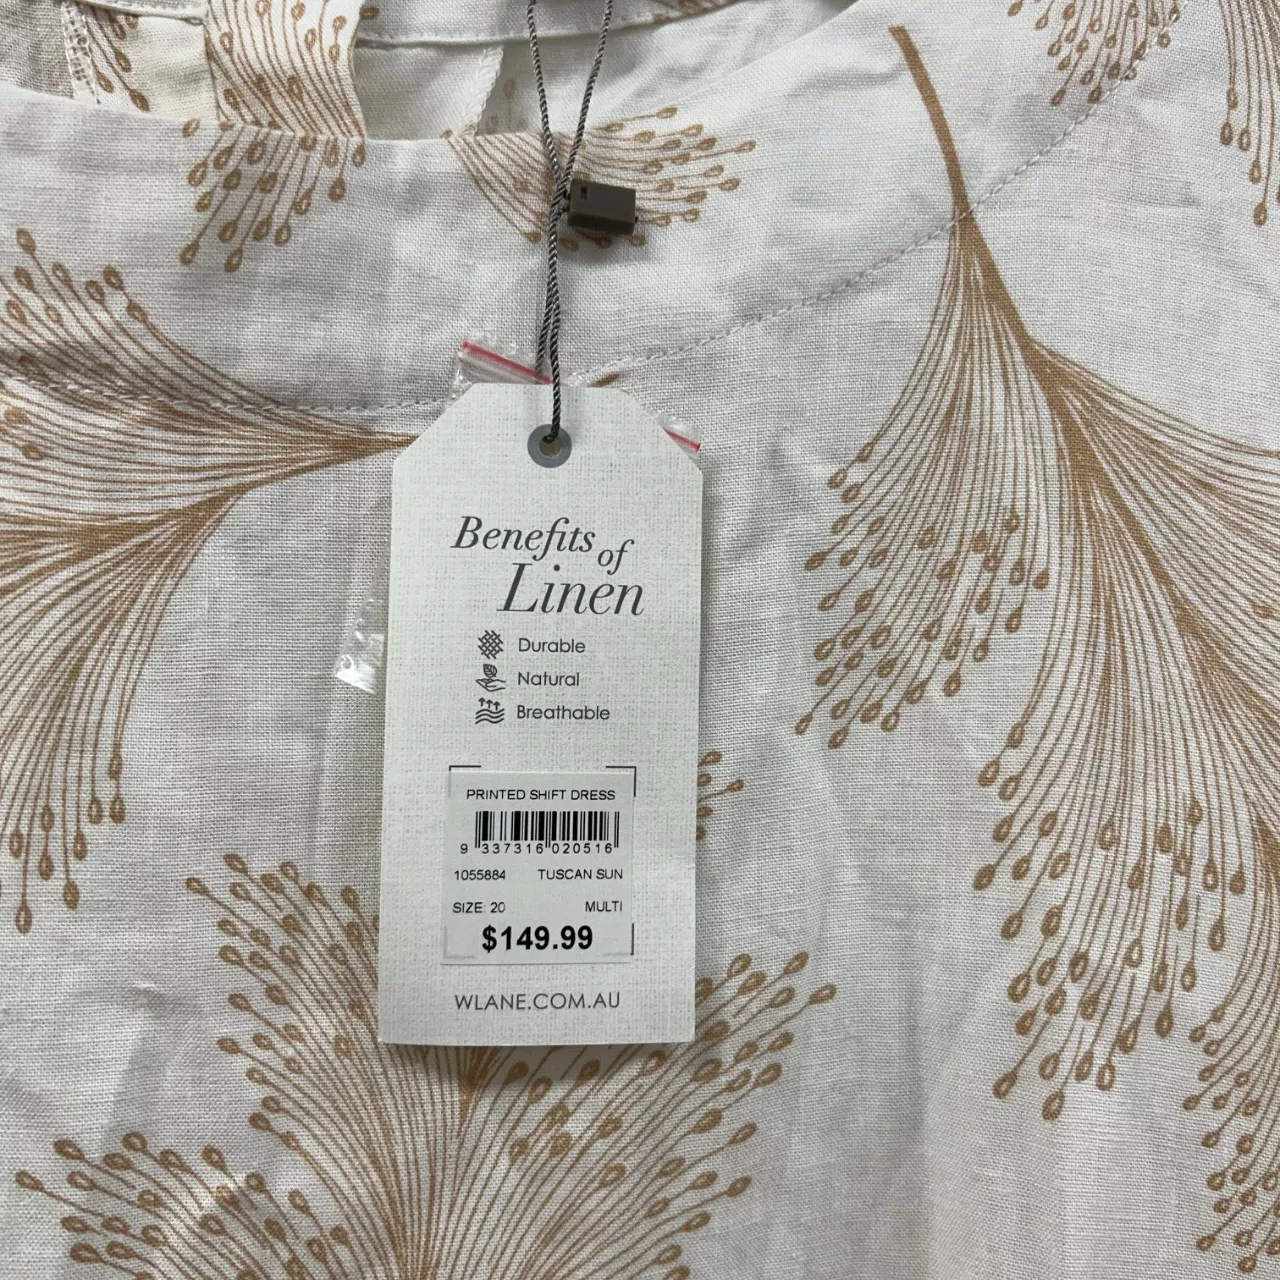 Benefits of
Linen
Durable
Natural
Breathable
PRINTED SHIFT DRESS
9 337316 020516
1055884 TUSCAN SUN
SIZE: 20 MULTI
$149.99
WLANE.COM.AU